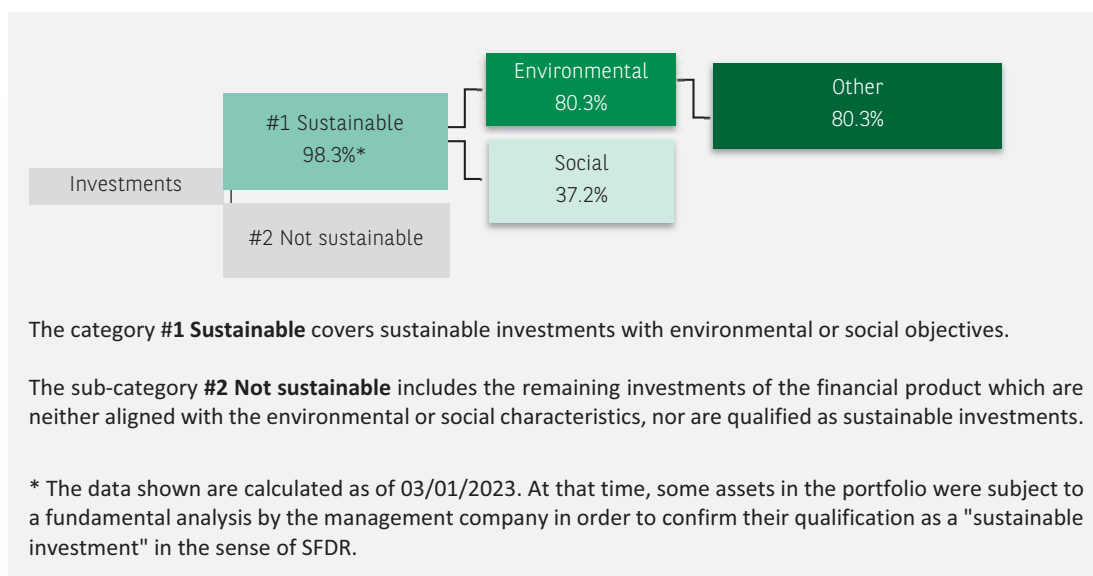 Environmental
80.3%
Other
80.3%
#1 Sustainable
98.3%*
Social
37.2%
Investments
#2 Not sustainable
The category #1 Sustainable covers sustainable investments with environmental or social objectives.
The sub-category #2 Not sustainable includes the remaining investments of the financial product which are
neither aligned with the environmental or social characteristics, nor are qualified as sustainable investments.
* The data shown are calculated as of 03/01/2023. At that time, some assets in the portfolio were subject to
a fundamental analysis by the management company in order to confirm their qualification as a "sustainable
investment" in the sense of SFDR.